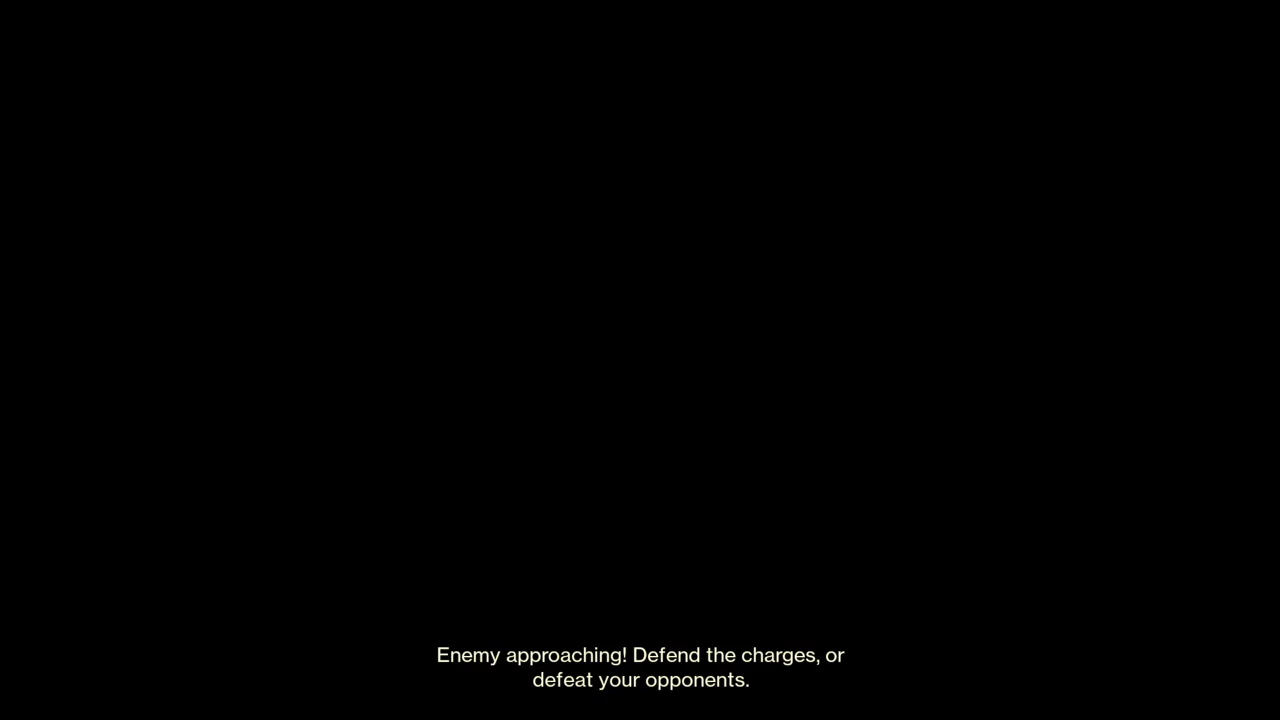 Enemy approaching! Defend the charges, or
defeat your opponents.